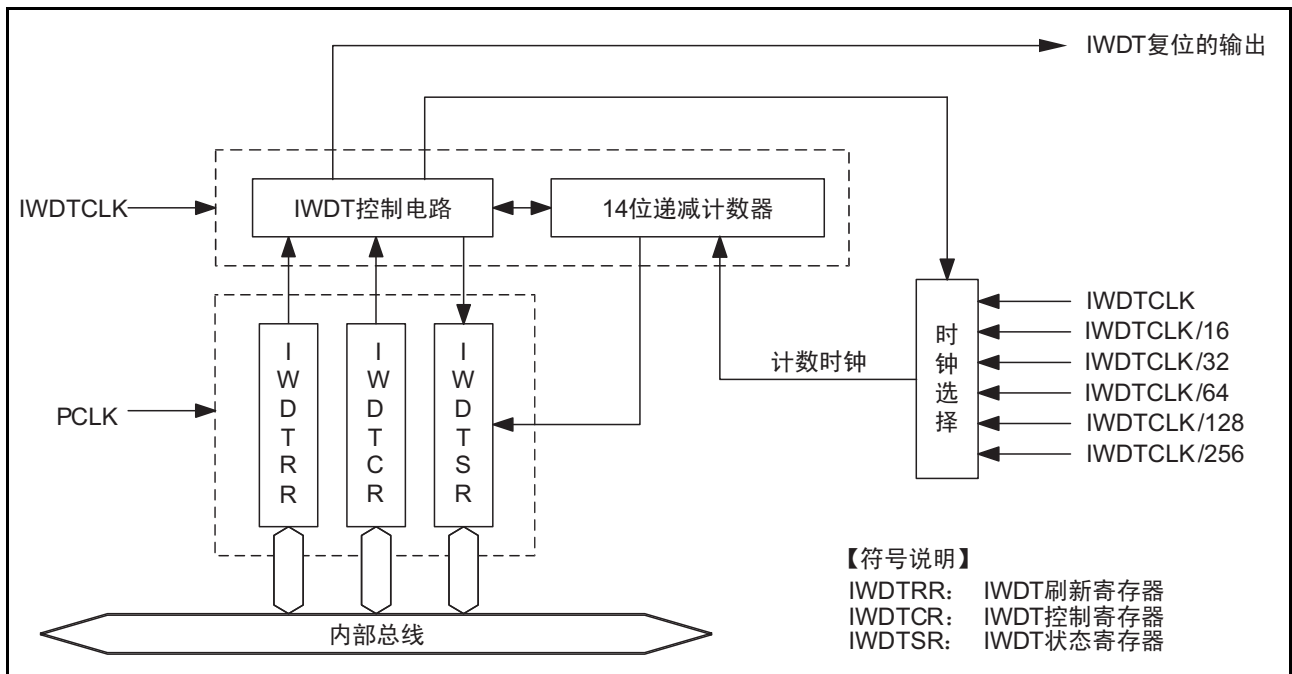 IWDT复位的输出
IWDTCLK
IWDT控制电路
14位递减计数器
IWDTCLK
IWDTCLK/16
IWDTCLK/32
IWDTCLK/64
IWDTCLK/128
IWDTCLK/256
时钟选择
计数时钟
PCLK
IWDTRR
IWDTCR
IWDTSR
内部总线
【符号说明】
IWDTRR: IWDT刷新寄存器
IWDTCR: IWDT控制寄存器
IWDTSR: IWDT状态寄存器